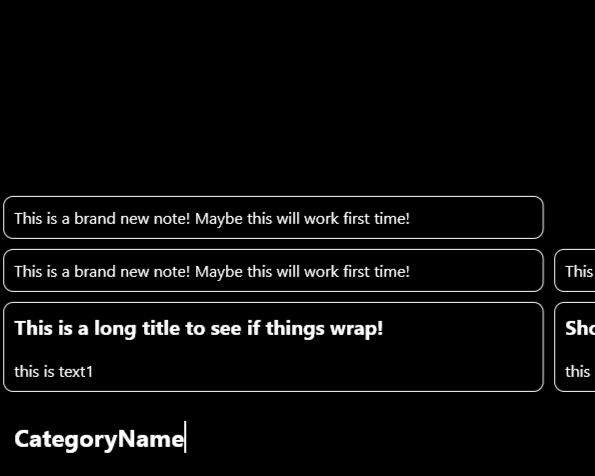 This is a brand new note! Maybe this will work first time!
This is a brand new note! Maybe this will work first time!
This
This is a long title to see if things wrap!
this is text1
this
CategoryName